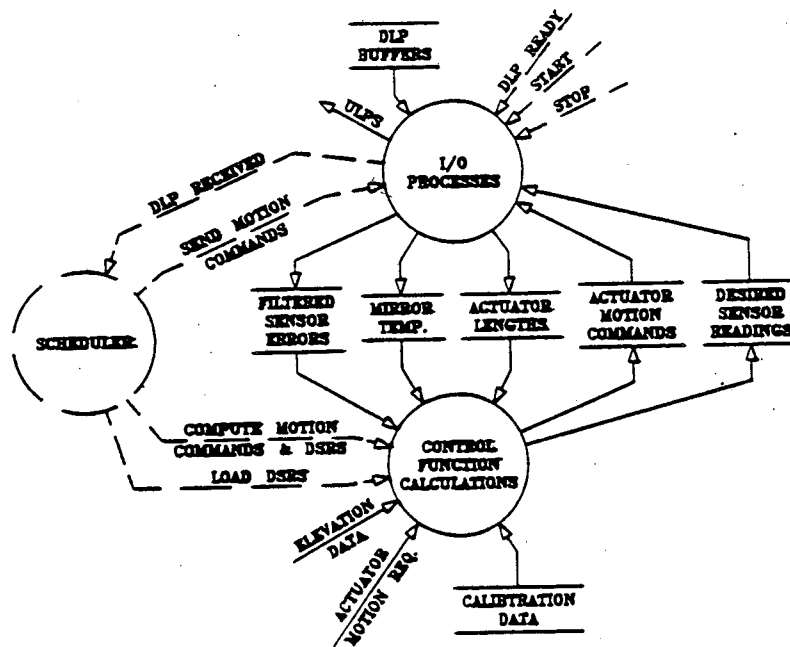 DLP
BUFFERS
DLP READY
START
STOP
ULPS
I/O
PROCESSES
DLP RECEIVED
SEND MOTION
COMMANDS
FILTERED
SENSOR
ERRORS
MIRROR
TEMP.
ACTUATOR
LENGTHS.
ACTUATOR
MOTION
COMMANDS
DESIRED
SENSOR
READINGS
SCHEDULER
COMPUTE MOTION
COMMANDS & DSRS
LOAD DSRS
CONTROL
FUNCTION
CALCULATIONS
ELEVATION
DATA
ACTUATOR
MOTION REQ.
CALIBTRATION
DATA